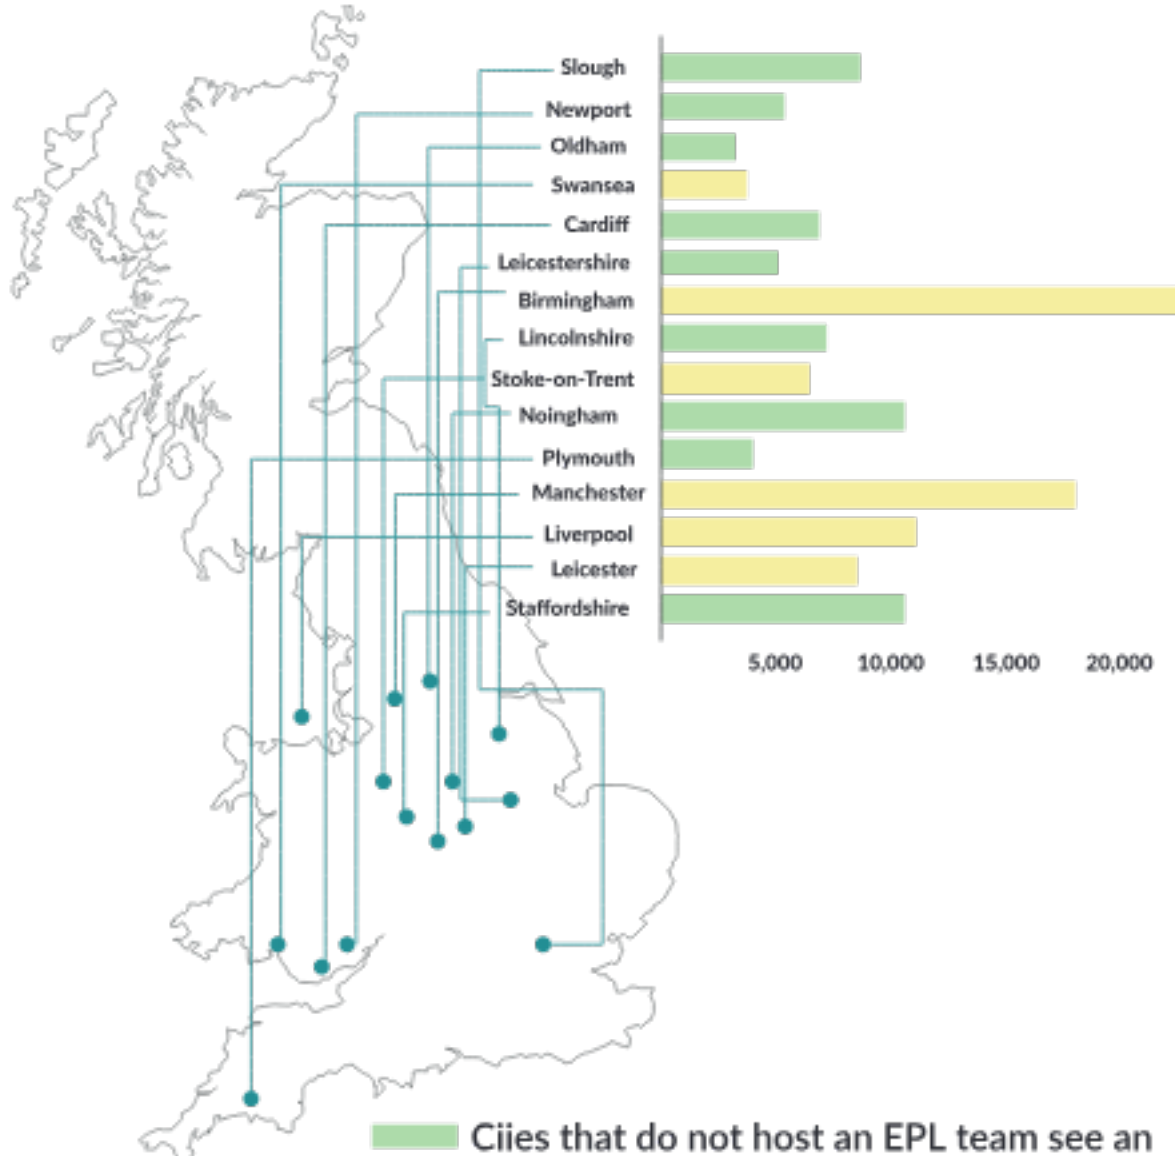 Slough
Newport
Oldham
Swansea
Cardiff
Leicestershire
Birmingham
Lincolnshire
Stoke-on-Trent
Noingham
Plymouth
Manchester
Liverpool
Leicester
Staffordshire
5,000 10,000 15,000 20,000
Ciies that do not host an EPL team see an